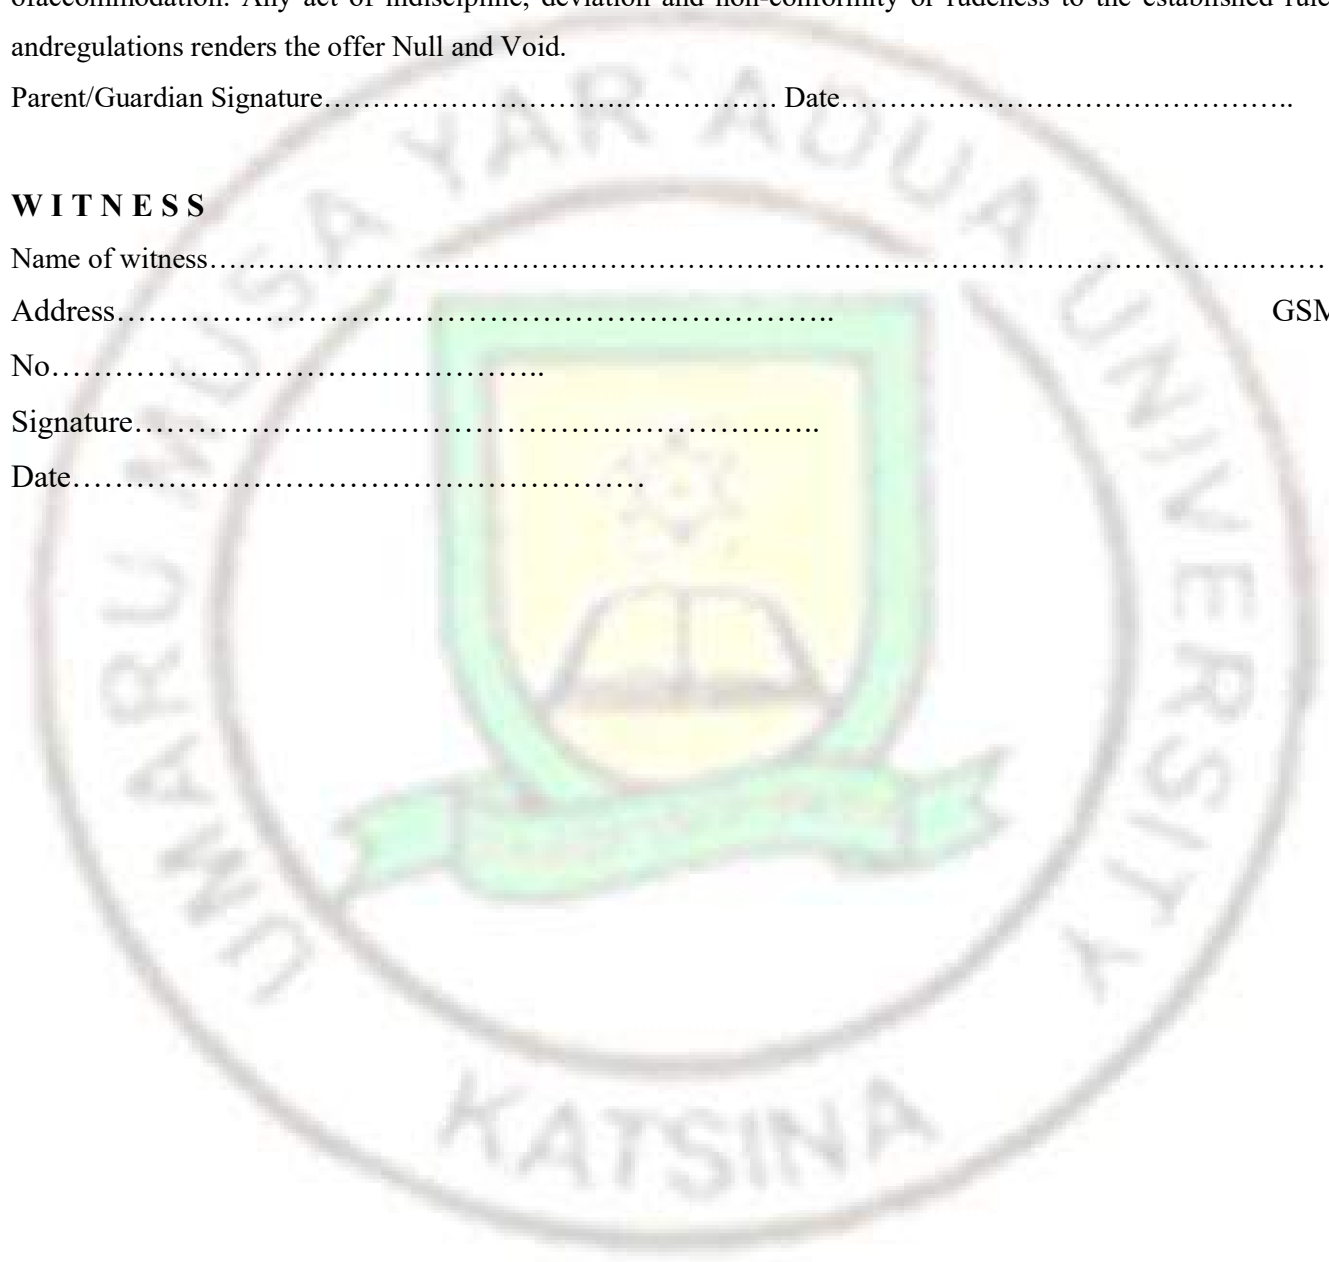 ofaccommodation. Any act of indiscipline, deviation and non-conformity or rudeness to the established rule
andregulations renders the offer Null and Void.
Parent/Guardian Signature…………………………………………. Date…………………………………………..
W I T N E S S
Name of witness……………………………………………………………………………………………………
Address…………………………………………………………….. GSM
No………………………………………..
Signature…………………………………………………………..
Date…………………………………………………
UMARU MUSA YAR'ADUA UNIVERSITY
KATSINA